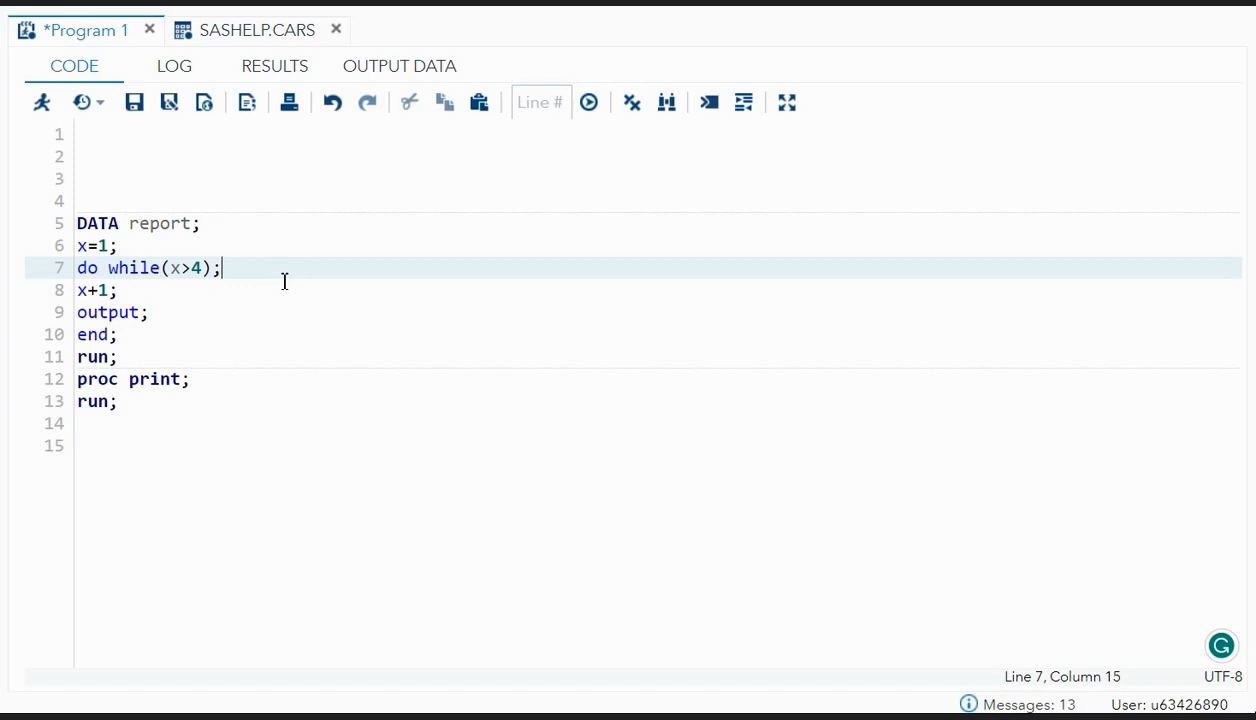 *Program 1 × SASHELP.CARS ×
CODE LOG RESULTS OUTPUT DATA
Line #
1
2
3
4
5 DATA report;
6 x=1;
7 do while(x>4);
8 x+1;
9 output;
10 end;
11 run;
12 proc print;
13 run;
14
15
Line 7, Column 15 UTF-8
Messages: 13 User: u63426890